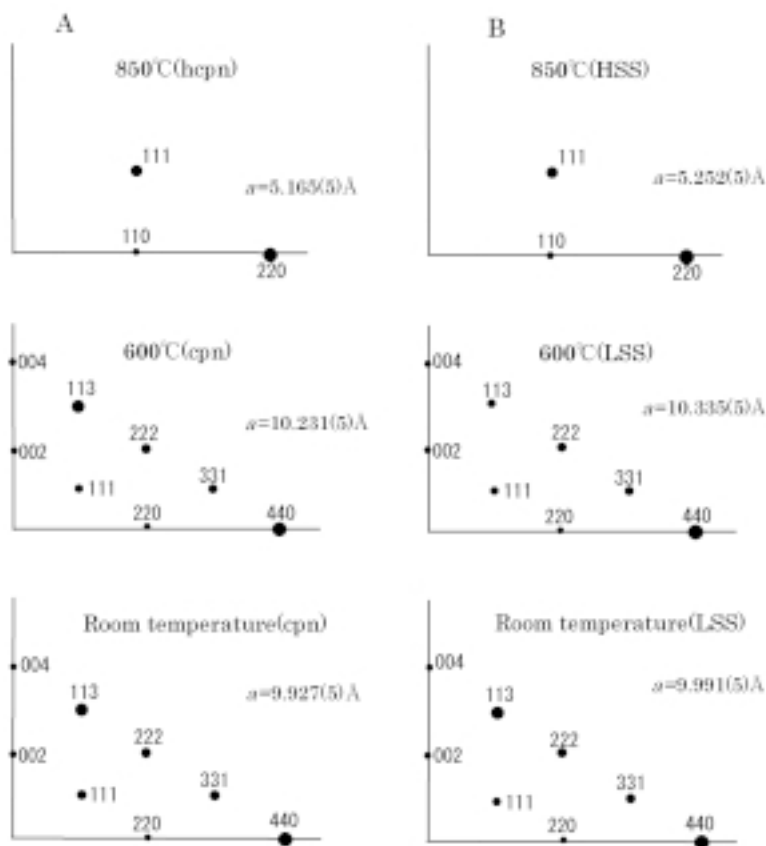 A
850℃(hcpn)
111
a=5.165(5)Å
110
220
600℃(cpn)
004
113
a=10.231(5)Å
222
002
331
111
220
440
Room temperature(cpn)
004
113
a=9.927(5)Å
222
002
331
111
220
440
B
850℃(HSS)
111
a=5.252(5)Å
110
220
600℃(LSS)
004
113
a=10.335(5)Å
222
002
331
111
220
440
Room temperature(LSS)
004
113
a=9.991(5)Å
222
002
331
111
220
440